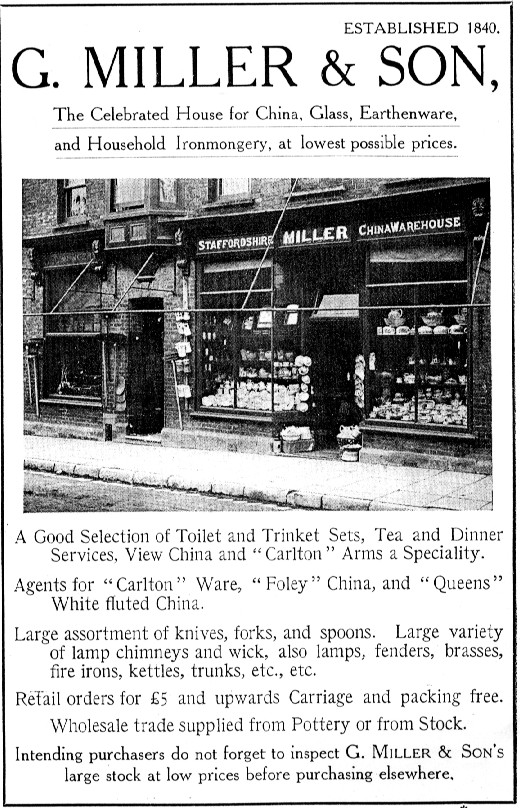 ESTABLISHED 1840.
G. MILLER & SON,
The Celebrated House for China, Glass, Earthenware,
and Household Ironmongery, at lowest possible prices.
STAFFORDSHIRE MILLER CHINA WAREHOUSE
A Good Selection of Toilet and Trinket Sets, Tea and Dinner
Services, View China and "Carlton" Arms a Speciality.
Agents for "Carlton" Ware, "Foley" China, and "Queens"
White fluted China.
Large assortment of knives, forks, and spoons. Large variety
of lamp chimneys and wick, also lamps, fenders, brasses,
fire irons, kettles, trunks, etc., etc.
Retail orders for £5 and upwards Carriage and packing free.
Wholesale trade supplied from Pottery or from Stock.
Intending purchasers do not forget to inspect G. MILLER & SON'S
large stock at low prices before purchasing elsewhere.